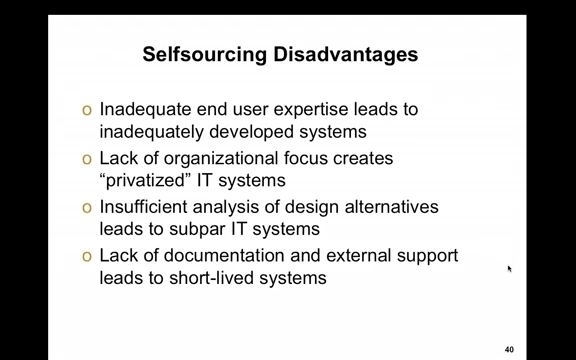 Selfsourcing Disadvantages
o Inadequate end user expertise leads to
inadequately developed systems
o Lack of organizational focus creates
“privatized” IT systems
o Insufficient analysis of design alternatives
leads to subpar IT systems
o Lack of documentation and external support
leads to short-lived systems
40